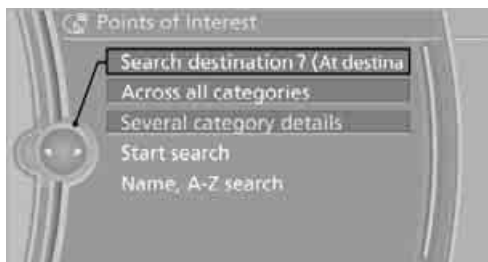 Points of Interest
Search destination ? (At destina
Across all categories
Several category details
Start search
Name, A-Z search